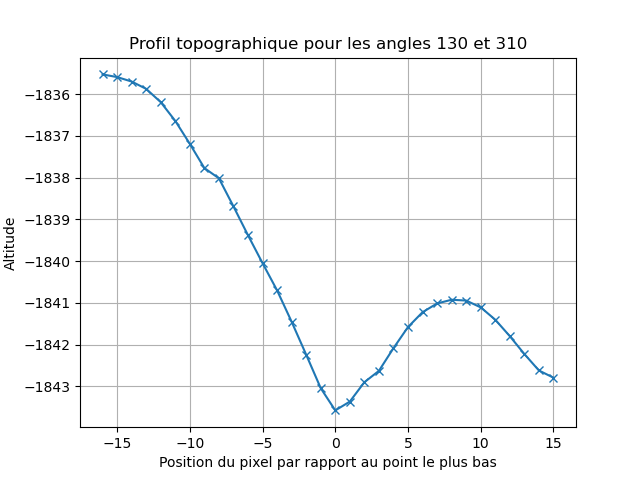 Profil topographique pour les angles 130 et 310
−1836
−1837
−1838
−1839
−1840
−1841
−1842
−1843
Altitude
−15 −10 −5 0 5 10 15
Position du pixel par rapport au point le plus bas